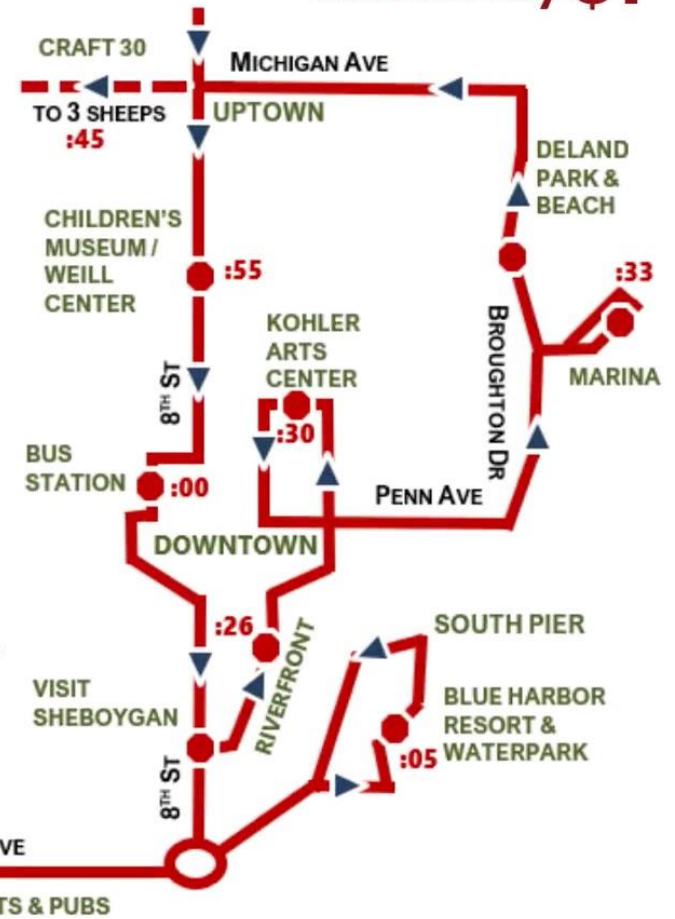 CRAFT 30
MICHIGAN AVE
TO 3 SHEEPS
:45
UPTOWN
DELAND
PARK &
BEACH
CHILDREN'S
MUSEUM /
WEILL
CENTER
:55
:33
MARINA
KOHLER
ARTS
CENTER
:30
BROUGHTON DR
8TH ST
BUS
STATION
:00
PENN AVE
DOWNTOWN
:26
RIVERFRONT
SOUTH PIER
VISIT
SHEBOYGAN
BLUE HARBOR
RESORT &
WATERPARK
:05
8TH ST
VE
TS & PUBS